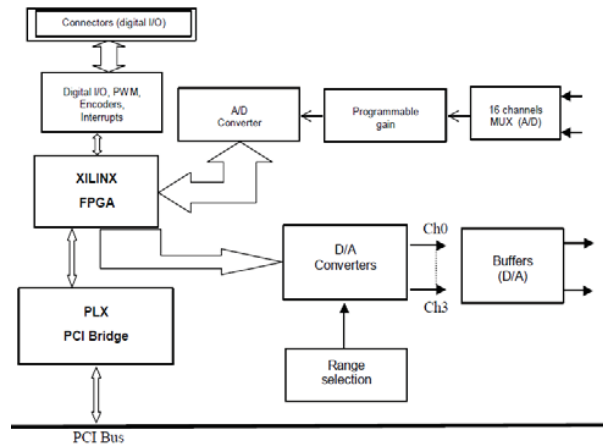 Connectors (digital I/O)
Digital I/O, PWM,
Encoders,
Interrupts
A/D
Converter
Programmable
gain
16 channels
MUX (A/D)
XILINX
FPGA
D/A
Converters
Ch0
Ch3
Buffers
(D/A)
PLX
PCI Bridge
Range
selection
PCI Bus